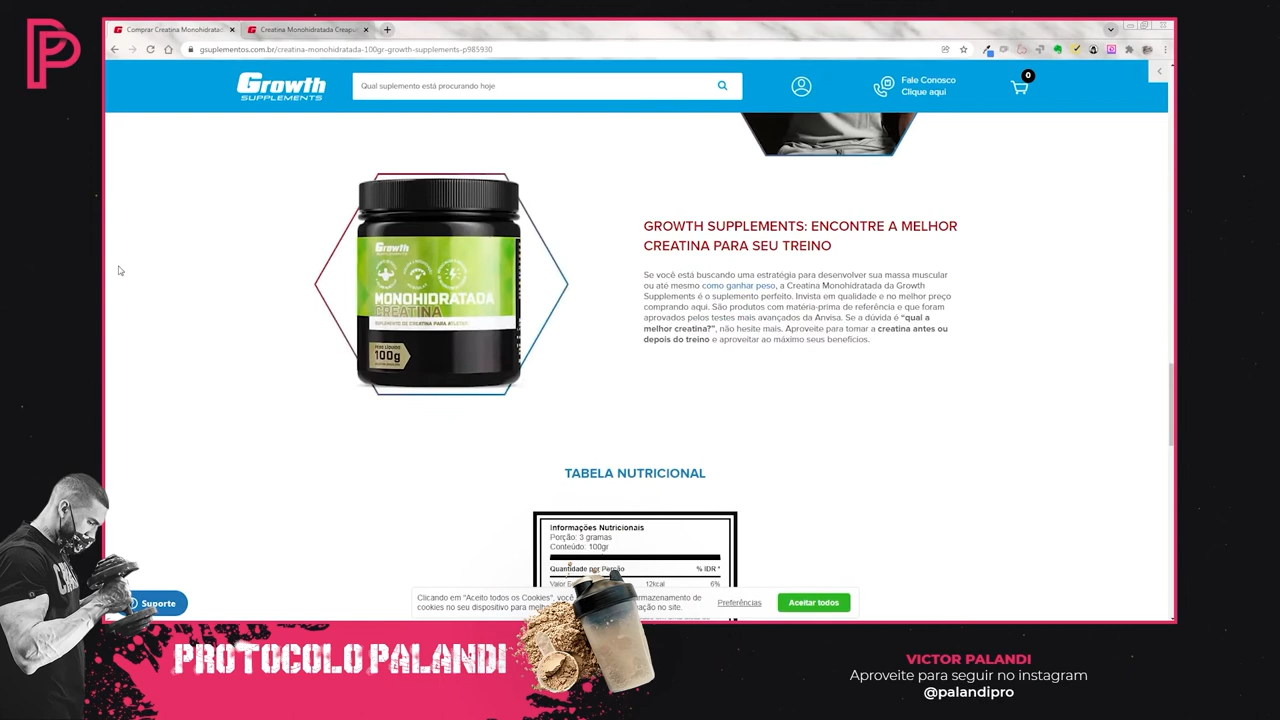 Comprar Creatina Monohidratad
Creatina Monohidratada Creap
gsuplementos.com.br/creatina-monohidratada-100gr-growth-supplements-p985930
Growth
SUPPLEMENTS
Qual suplemento está procurando hoje
Fale Conosco
Clique aqui
0
Growth
MONOHIDRATADA
CREATINA
SUPLEMENTO DE CREATINA PARA ATLETAS
PESO LÍQUIDO
100g
GROWTH SUPPLEMENTS: ENCONTRE A MELHOR
CREATINA PARA SEU TREINO
Se você está buscando uma estratégia para desenvolver sua massa muscular
ou até mesmo como ganhar peso, a Creatina Monohidratada da Growth
Supplements é o suplemento perfeito. Invista em qualidade e no melhor preço
comprando aqui. São produtos com matéria-prima de referência e que foram
aprovados pelos testes mais avançados da Anvisa. Se a dúvida é “qual a
melhor creatina?”, não hesite mais. Aproveite para tomar a creatina antes ou
depois do treino e aproveitar ao máximo seus benefícios.
TABELA NUTRICIONAL
Informações Nutricionais
Porção: 3 gramas
Conteúdo: 100gr
Quantidade por Porção % IDR *
Valor 12kcal 6%
Clicando em "Aceito todos os Cookies", você armazenamento de
cookies no seu dispositivo para no site.
Preferências
Aceitar todos
Suporte
PROTOCOLO PALANDI
VICTOR PALANDI
Aproveite para seguir no instagram
@palandipro